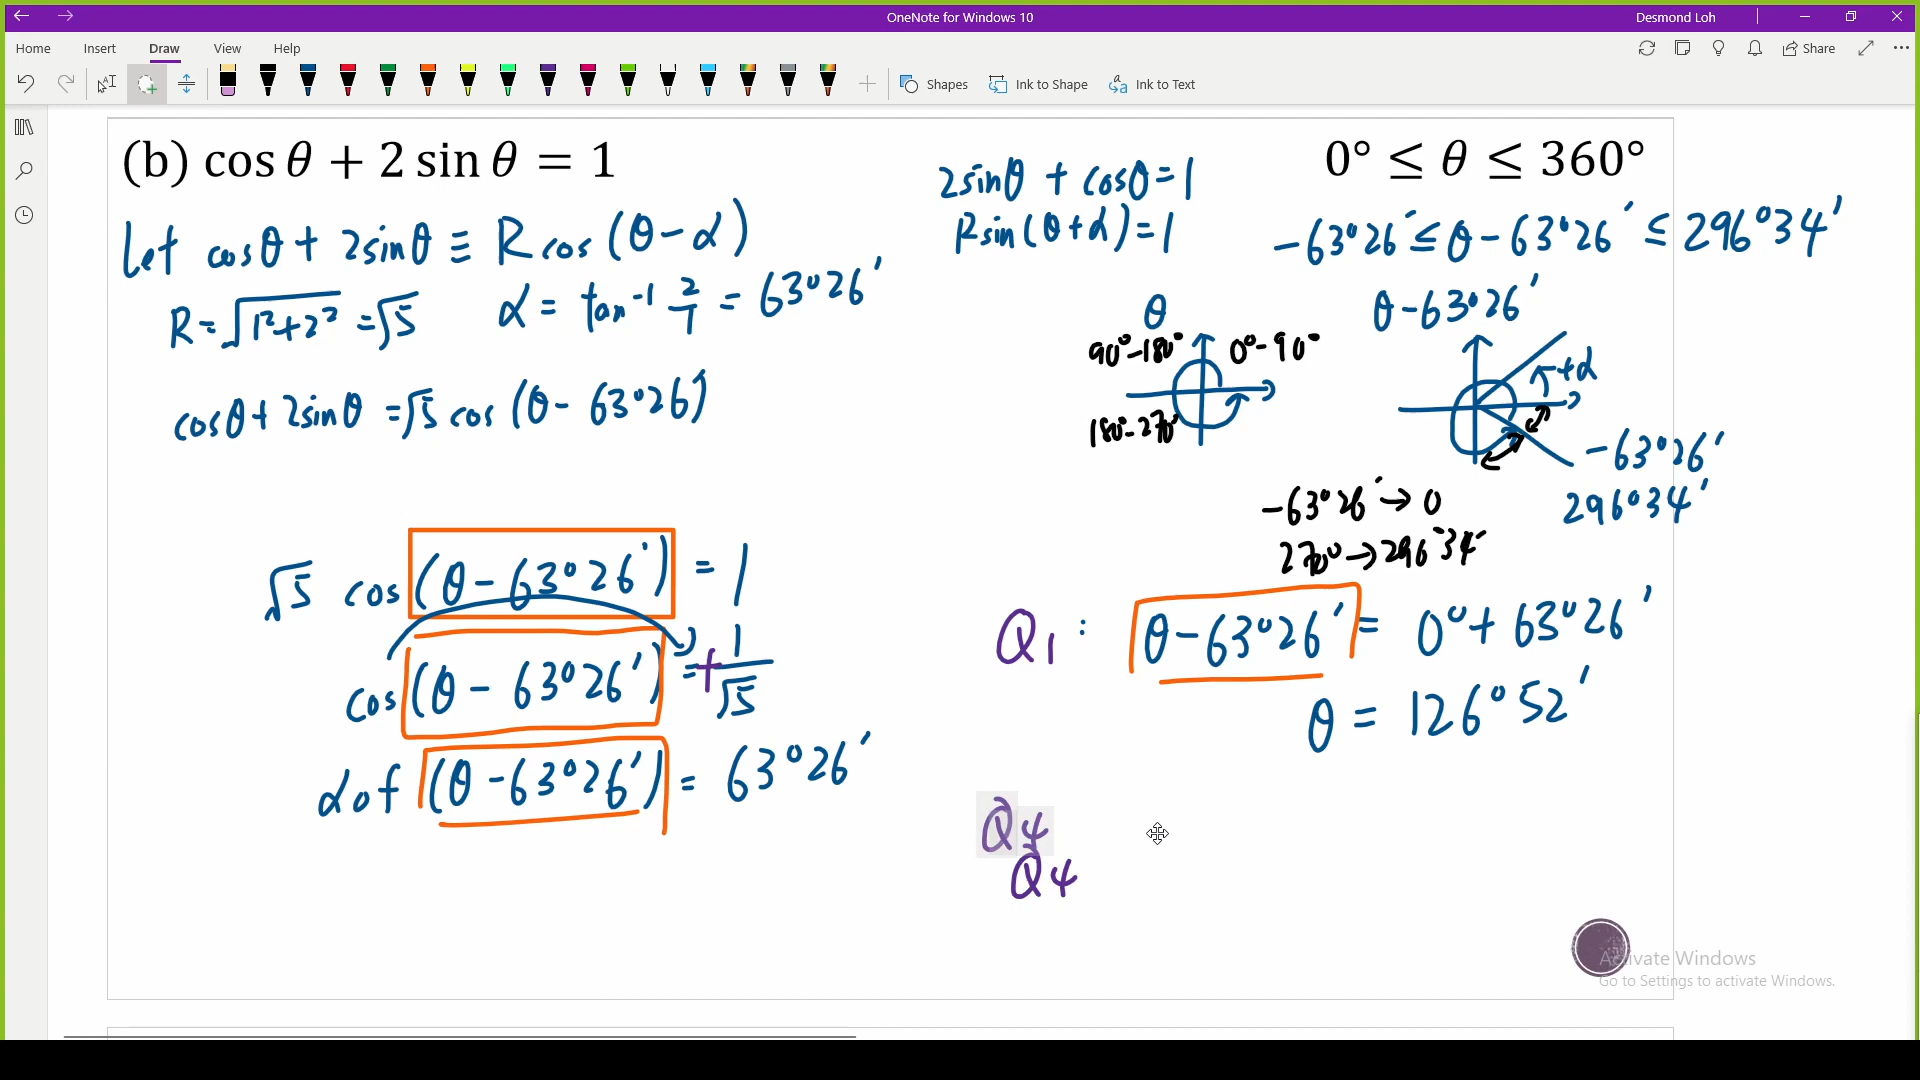 OneNote for Windows 10
Desmond Loh
Home Insert Draw View Help
Share
Shapes Ink to Shape Ink to Text
(b) cos θ + 2 sin θ = 1
0° ≤ θ ≤ 360°
Let cosθ + 2sinθ ≡ R cos (θ-α)
R = √1²+2² = √5 α = tan⁻¹ 2/1 = 63°26′
cosθ + 2sinθ = √5 cos (θ - 63°26′)
√5 cos (θ - 63°26′) = 1
cos (θ - 63°26′) = + 1/√5
α of (θ - 63°26′) = 63°26′
2sinθ + cosθ = 1
Rsin(θ+α) = 1
-63°26′ ≤ θ - 63°26′ ≤ 296°34′
θ
90°-180° 0°-90°
180°-270°
θ - 63°26′
+α
-63°26′
296°34′
-63°26′ → 0
270° → 296°34′
Q1 : θ - 63°26′ = 0° + 63°26′
θ = 126°52′
Q4
Q4
Activate Windows
Go to Settings to activate Windows.